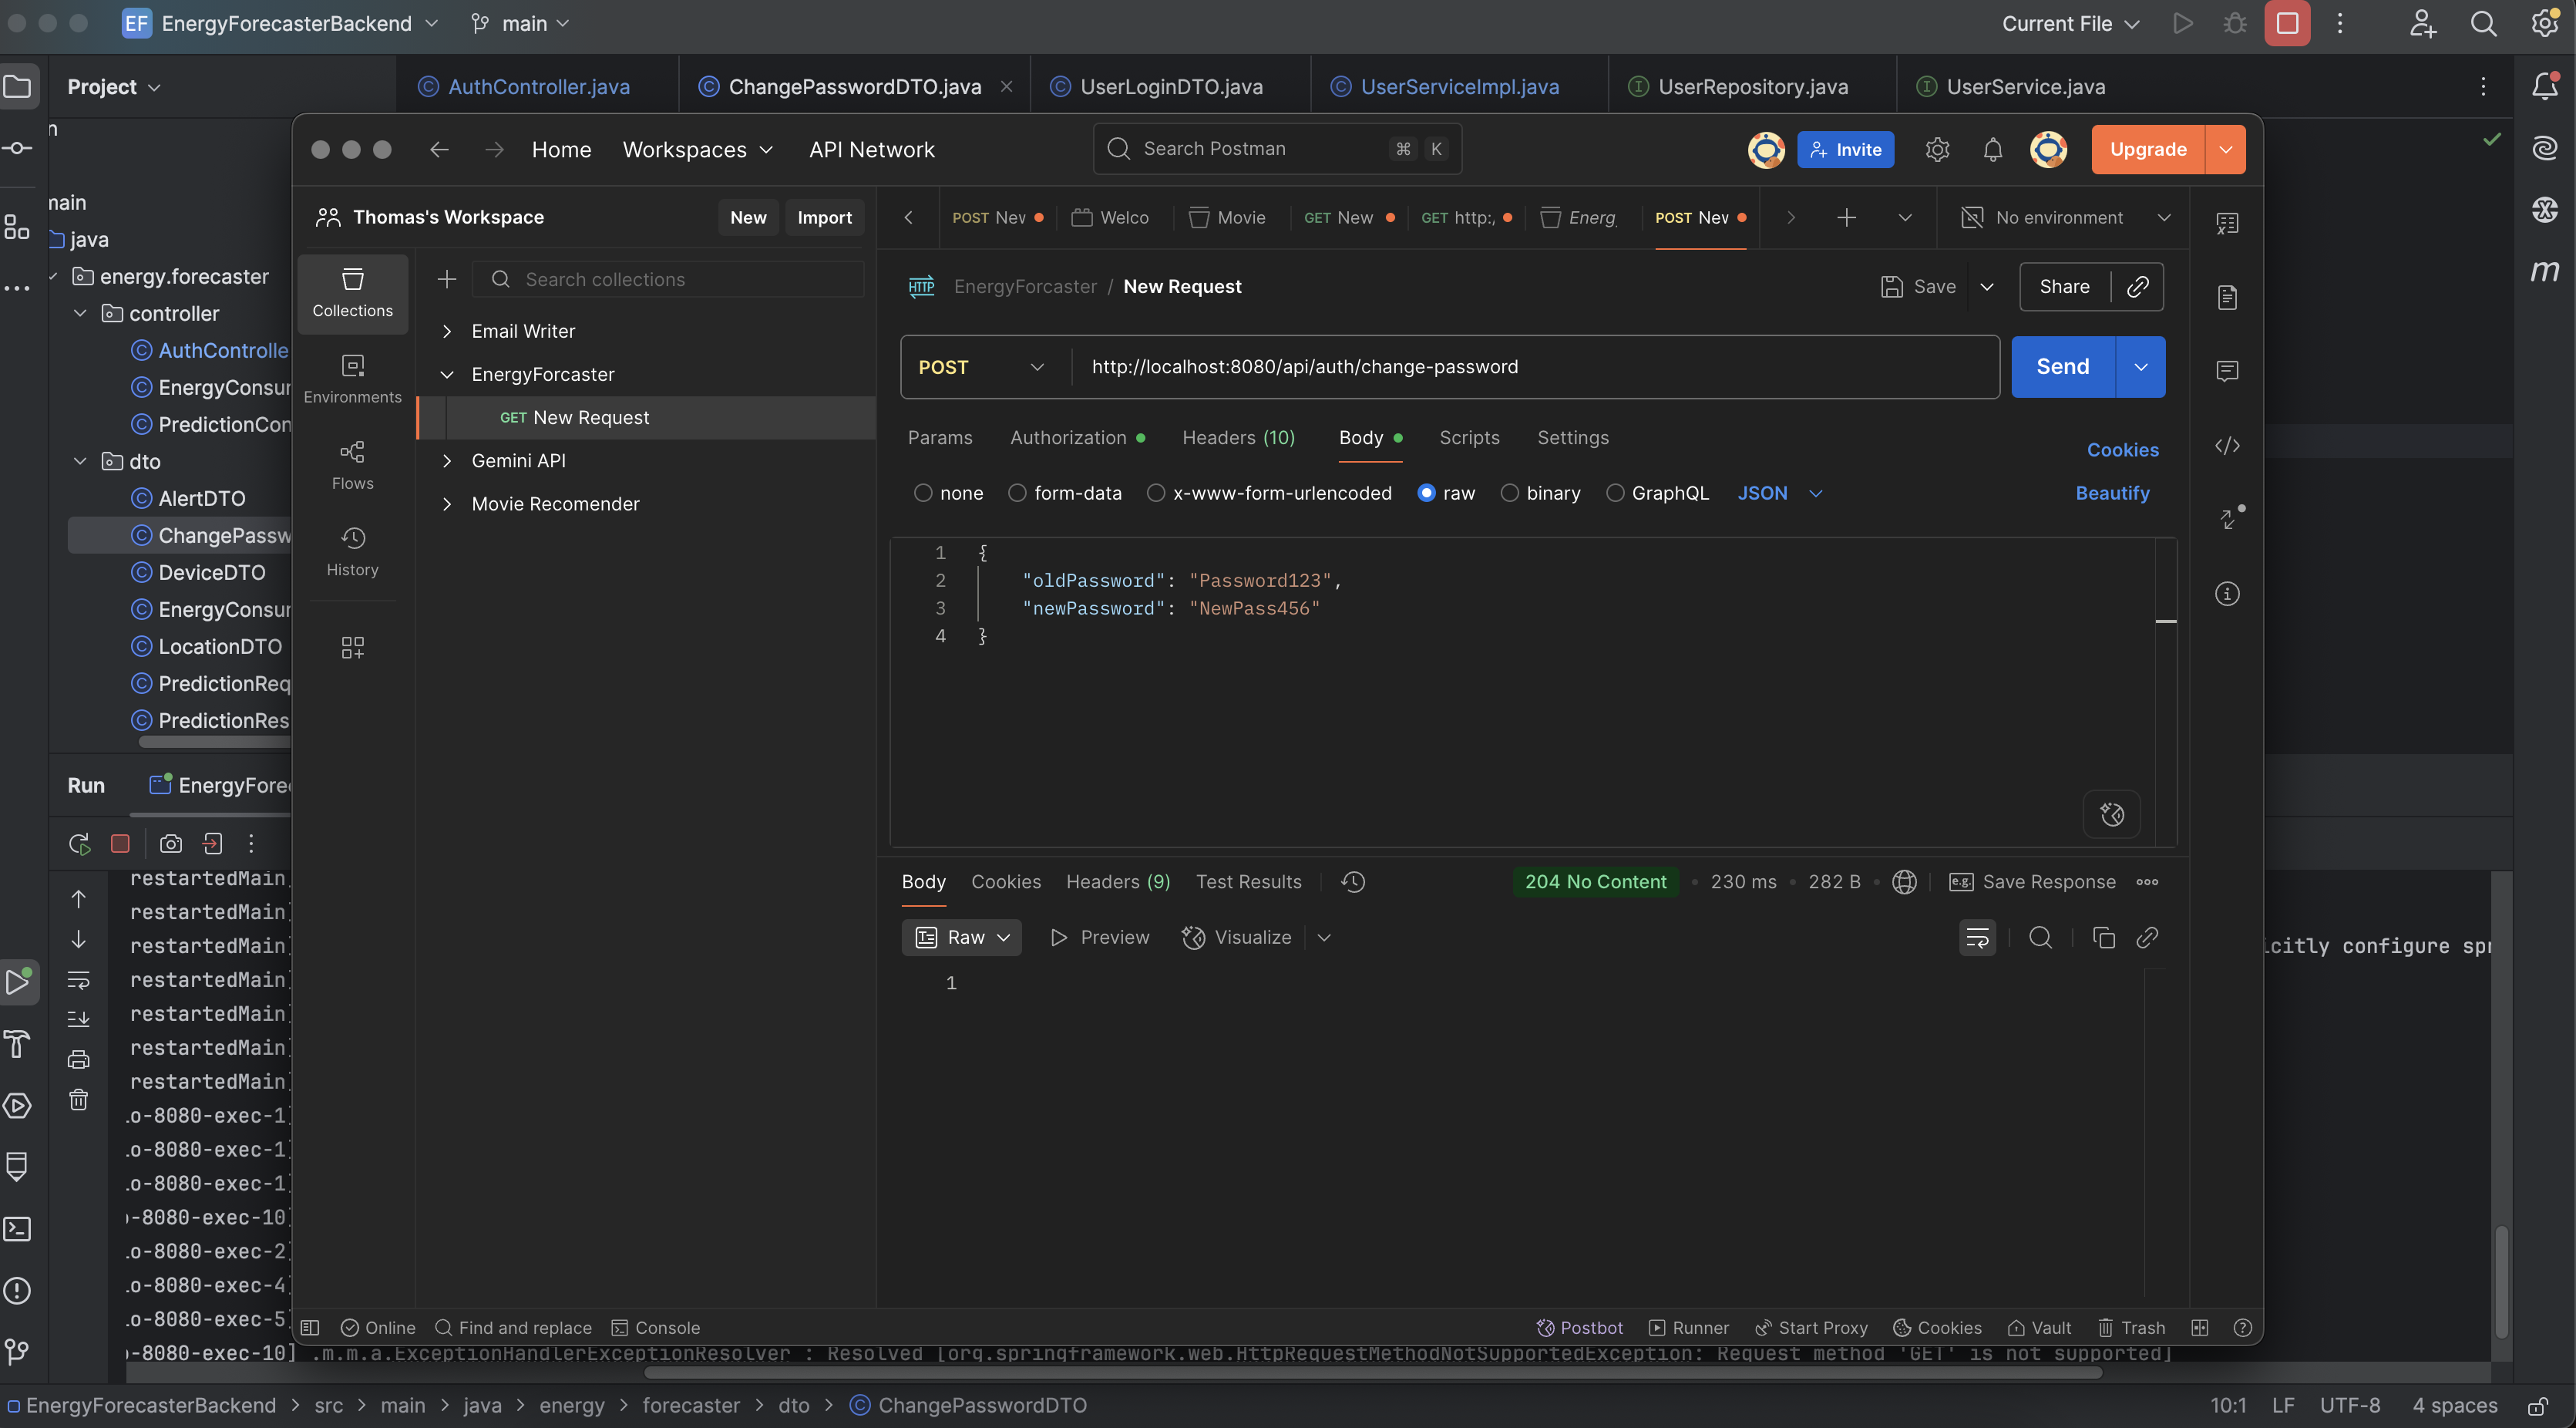 EF EnergyForecasterBackend main Current File
Project AuthController.java ChangePasswordDTO.java UserLoginDTO.java UserServiceImpl.java UserRepository.java UserService.java
main
java
energy.forecaster
controller
AuthControlle
EnergyConsur
PredictionCon
dto
AlertDTO
ChangePassw
DeviceDTO
EnergyConsur
LocationDTO
PredictionReq
PredictionRes
Home Workspaces API Network Search Postman ⌘ K Invite Upgrade
Thomas's Workspace New Import
POST Nev Welco Movie GET New GET http:, Energ POST Nev No environment
Collections
Environments
Flows
History
Search collections
Email Writer
EnergyForcaster
GET New Request
Gemini API
Movie Recomender
HTTP EnergyForcaster / New Request Save Share
POST http://localhost:8080/api/auth/change-password Send
Params Authorization Headers (10) Body Scripts Settings Cookies
none form-data x-www-form-urlencoded raw binary GraphQL JSON Beautify
1 {
2 "oldPassword": "Password123",
3 "newPassword": "NewPass456"
4 }
Body Cookies Headers (9) Test Results 204 No Content • 230 ms • 282 B e.g. Save Response
Raw Preview Visualize
1
Run EnergyFore
restartedMain]
restartedMain]
restartedMain] icitly configure spr
restartedMain]
restartedMain]
restartedMain]
restartedMain]
o-8080-exec-1]
o-8080-exec-1]
o-8080-exec-1]
-8080-exec-10]
o-8080-exec-2]
o-8080-exec-4]
o-8080-exec-5]
Online Find and replace Console Postbot Runner Start Proxy Cookies Vault Trash
-8080-exec-10] .m.m.a.ExceptionHandlerExceptionResolver : Resolved [org.springframework.web.HttpRequestMethodNotSupportedException: Request method 'GET' is not supported]
EnergyForecasterBackend > src > main > java > energy > forecaster > dto > ChangePasswordDTO 10:1 LF UTF-8 4 spaces